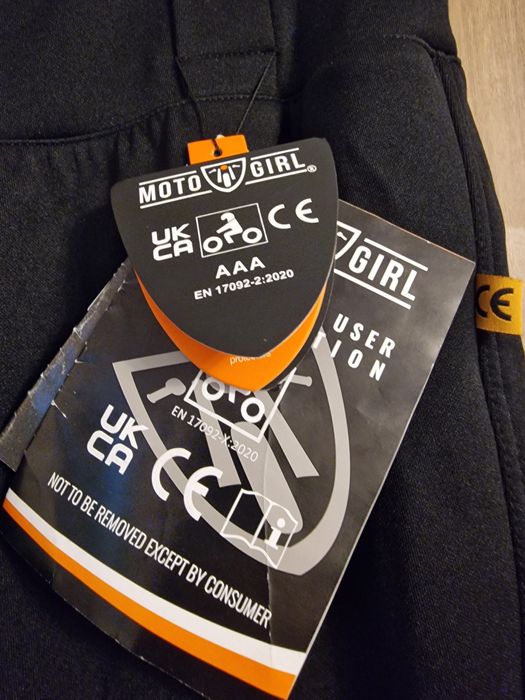 MOTO GIRL®
UK
CA
CE
AAA
EN 17092-2:2020
GIRL
USER
TION
CE
EN 17092-X:2020
UK
CA
CE
i
NOT TO BE REMOVED EXCEPT BY CONSUMER